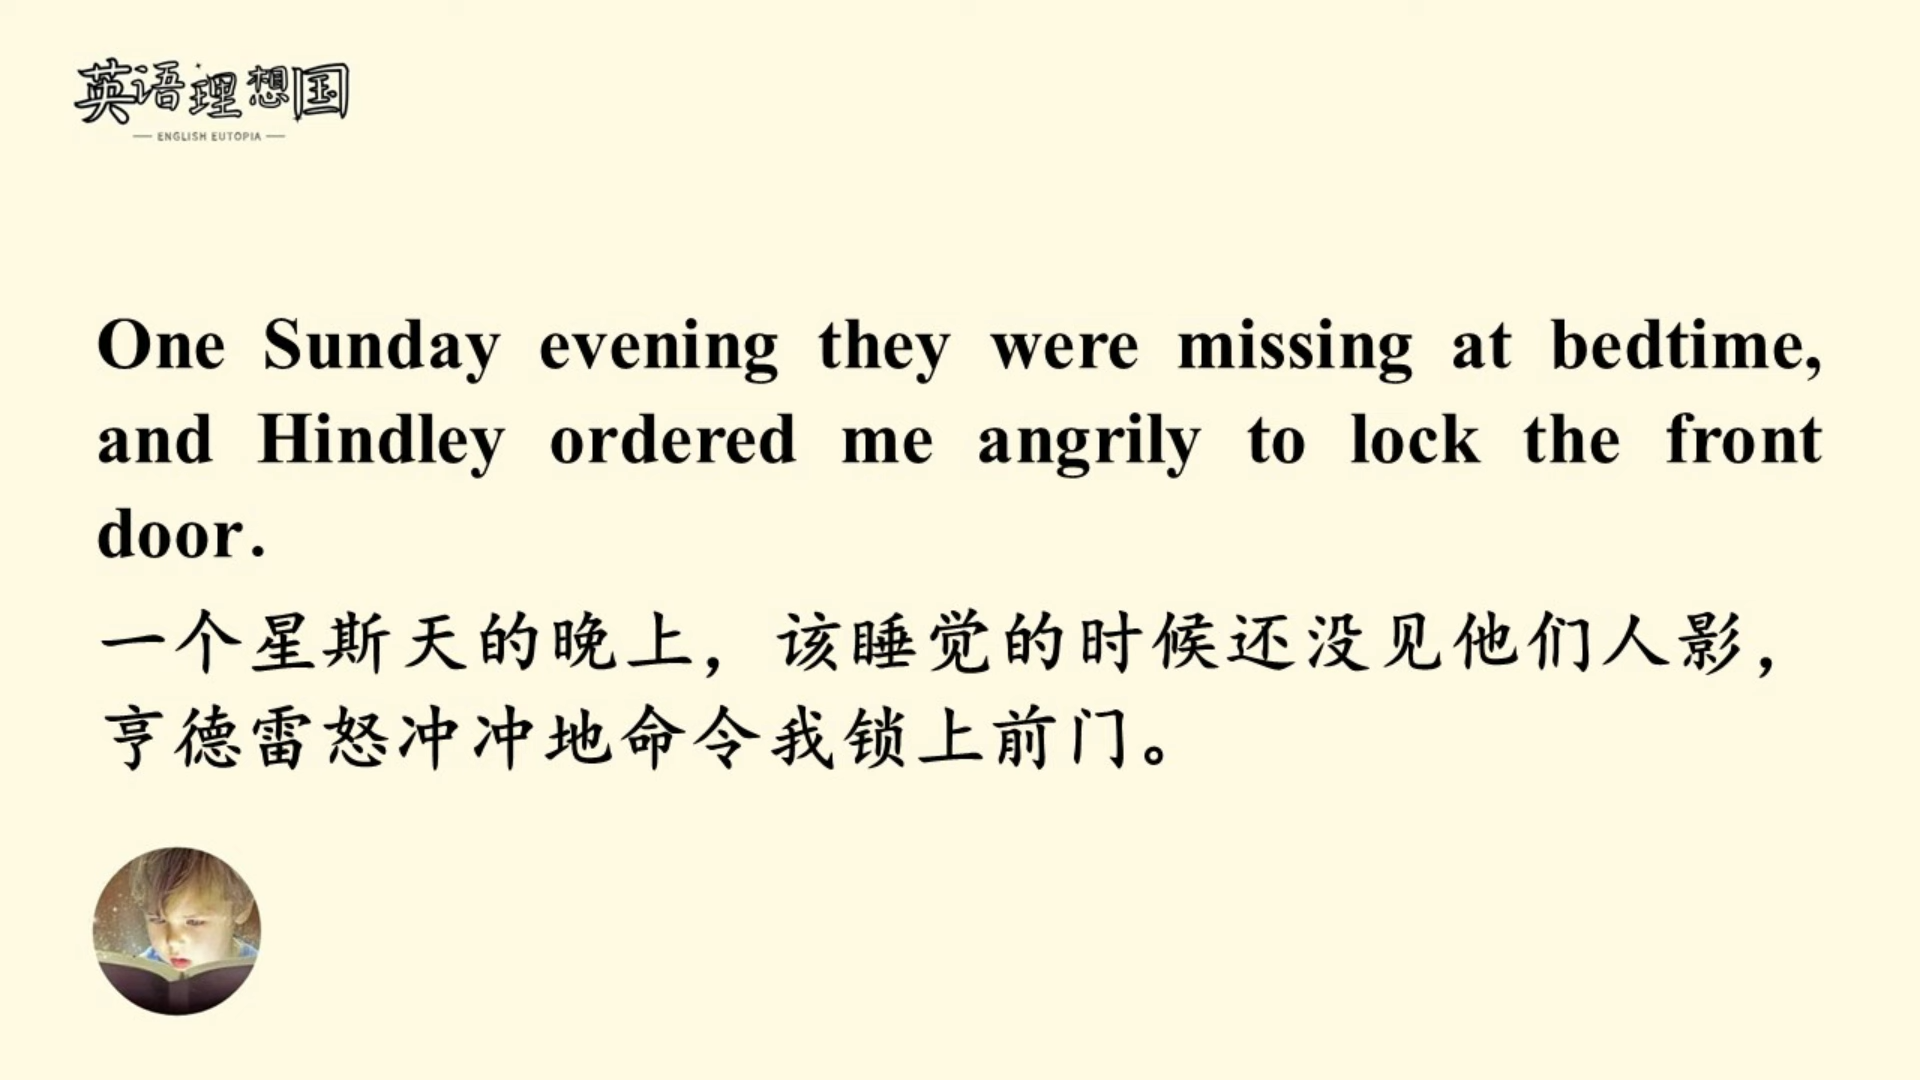 英语理想国
ENGLISH EUTOPIA
One Sunday evening they were missing at bedtime,
and Hindley ordered me angrily to lock the front
door.
一个星斯天的晚上，该睡觉的时候还没见他们人影，
亨德雷怒冲冲地命令我锁上前门。